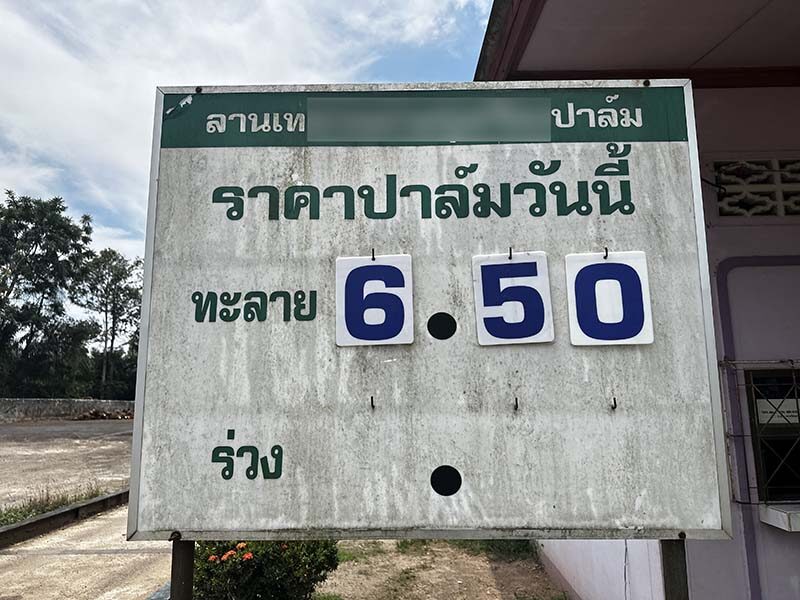 ลานเท ปาล์ม
ราคาปาล์มวันนี้
ทะลาย 6.50
ร่วง .